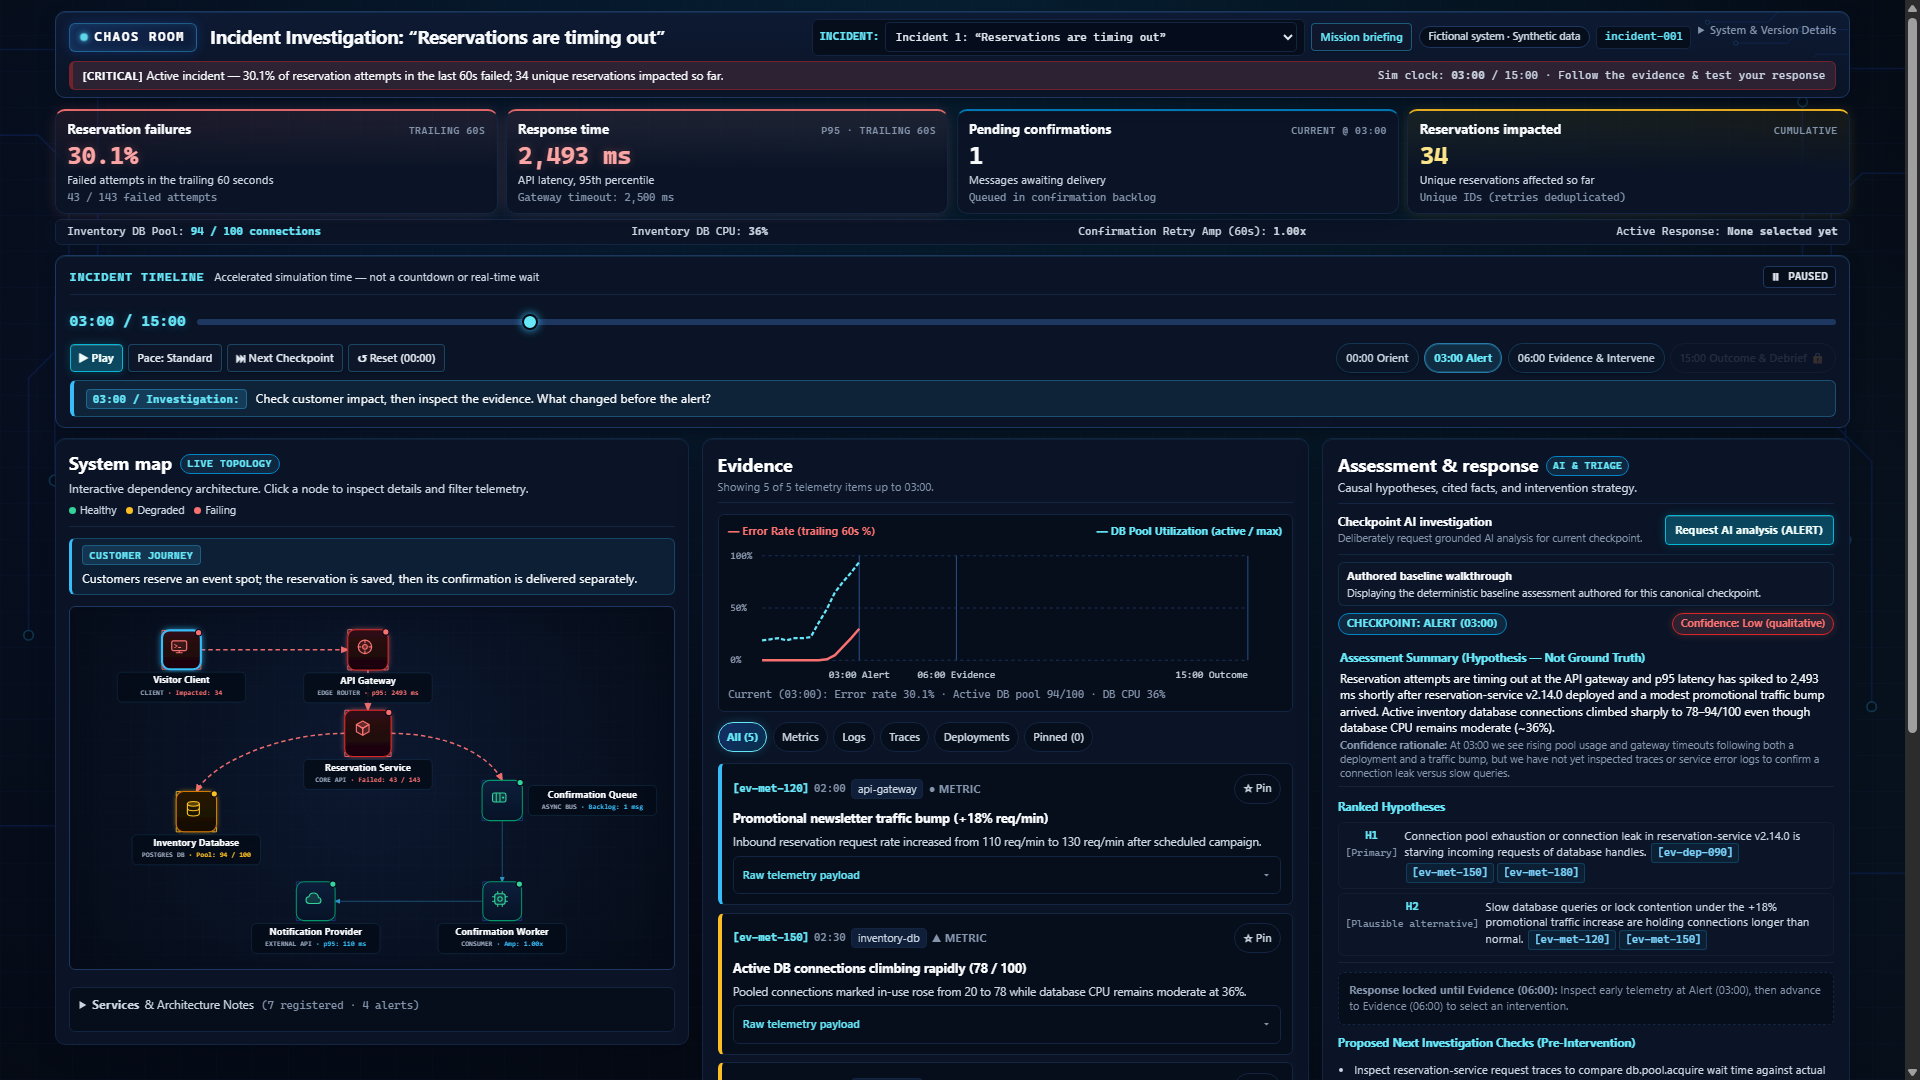 CHAOS ROOM
Incident Investigation: “Reservations are timing out”
INCIDENT:
Incident 1: “Reservations are timing out”
Mission briefing
Fictional system · Synthetic data
incident-001
▶ System & Version Details
[CRITICAL] Active incident — 30.1% of reservation attempts in the last 60s failed; 34 unique reservations impacted so far.
Sim clock: 03:00 / 15:00 · Follow the evidence & test your response
Reservation failures
TRAILING 60S
30.1%
Failed attempts in the trailing 60 seconds
43 / 143 failed attempts
Response time
P95 · TRAILING 60S
2,493 ms
API latency, 95th percentile
Gateway timeout: 2,500 ms
Pending confirmations
CURRENT @ 03:00
1
Messages awaiting delivery
Queued in confirmation backlog
Reservations impacted
CUMULATIVE
34
Unique reservations affected so far
Unique IDs (retries deduplicated)
Inventory DB Pool: 94 / 100 connections
Inventory DB CPU: 36%
Confirmation Retry Amp (60s): 1.00x
Active Response: None selected yet
INCIDENT TIMELINE Accelerated simulation time — not a countdown or real-time wait
⏸ PAUSED
03:00 / 15:00
▶ Play
Pace: Standard
⏭ Next Checkpoint
↺ Reset (00:00)
00:00 Orient
03:00 Alert
06:00 Evidence & Intervene
15:00 Outcome & Debrief 🔒
03:00 / Investigation: Check customer impact, then inspect the evidence. What changed before the alert?
System map LIVE TOPOLOGY
Interactive dependency architecture. Click a node to inspect details and filter telemetry.
Healthy Degraded Failing
CUSTOMER JOURNEY
Customers reserve an event spot; the reservation is saved, then its confirmation is delivered separately.
Visitor Client
CLIENT · Impacted: 34
API Gateway
EDGE ROUTER · p95: 2493 ms
Reservation Service
CORE API · Failed: 43 / 143
Inventory Database
POSTGRES DB · Pool: 94 / 100
Confirmation Queue
ASYNC BUS · Backlog: 1 msg
Notification Provider
EXTERNAL API · p95: 110 ms
Confirmation Worker
CONSUMER · Amp: 1.00x
▶ Services & Architecture Notes (7 registered · 4 alerts)
Evidence
Showing 5 of 5 telemetry items up to 03:00.
— Error Rate (trailing 60s %)
--- DB Pool Utilization (active / max)
100%
50%
0%
03:00 Alert
06:00 Evidence
15:00 Outcome
Current (03:00): Error rate 30.1% · Active DB pool 94/100 · DB CPU 36%
All (5)
Metrics
Logs
Traces
Deployments
Pinned (0)
[ev-met-120] 02:00 api-gateway ● METRIC
☆ Pin
Promotional newsletter traffic bump (+18% req/min)
Inbound reservation request rate increased from 110 req/min to 130 req/min after scheduled campaign.
Raw telemetry payload
[ev-met-150] 02:30 inventory-db ▲ METRIC
☆ Pin
Active DB connections climbing rapidly (78 / 100)
Pooled connections marked in-use rose from 20 to 78 while database CPU remains moderate at 36%.
Raw telemetry payload
Assessment & response AI & TRIAGE
Causal hypotheses, cited facts, and intervention strategy.
Checkpoint AI investigation
Deliberately request grounded AI analysis for current checkpoint.
Request AI analysis (ALERT)
Authored baseline walkthrough
Displaying the deterministic baseline assessment authored for this canonical checkpoint.
CHECKPOINT: ALERT (03:00)
Confidence: Low (qualitative)
Assessment Summary (Hypothesis — Not Ground Truth)
Reservation attempts are timing out at the API gateway and p95 latency has spiked to 2,493
ms shortly after reservation-service v2.14.0 deployed and a modest promotional traffic bump
arrived. Active inventory database connections climbed sharply to 78–94/100 even though
database CPU remains moderate (~36%).
Confidence rationale: At 03:00 we see rising pool usage and gateway timeouts following both a
deployment and a traffic bump, but we have not yet inspected traces or service error logs to confirm a
connection leak versus slow queries.
Ranked Hypotheses
H1
[Primary]
Connection pool exhaustion or connection leak in reservation-service v2.14.0 is
starving incoming requests of database handles. [ev-dep-090]
[ev-met-150] [ev-met-180]
H2
[Plausible alternative]
Slow database queries or lock contention under the +18%
promotional traffic increase are holding connections longer than
normal. [ev-met-120] [ev-met-150]
Response locked until Evidence (06:00): Inspect early telemetry at Alert (03:00), then advance
to Evidence (06:00) to select an intervention.
Proposed Next Investigation Checks (Pre-Intervention)
• Inspect reservation-service request traces to compare db.pool.acquire wait time against actual